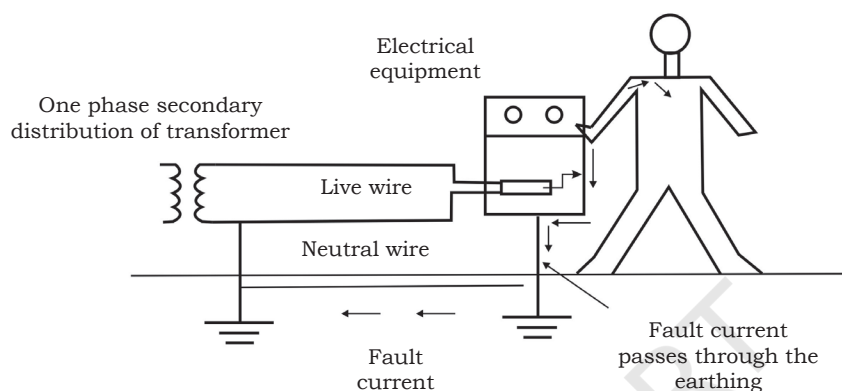 Electrical
equipment
One phase secondary
distribution of transformer
Live wire
Neutral wire
Fault
current
Fault current
passes through the
earthing